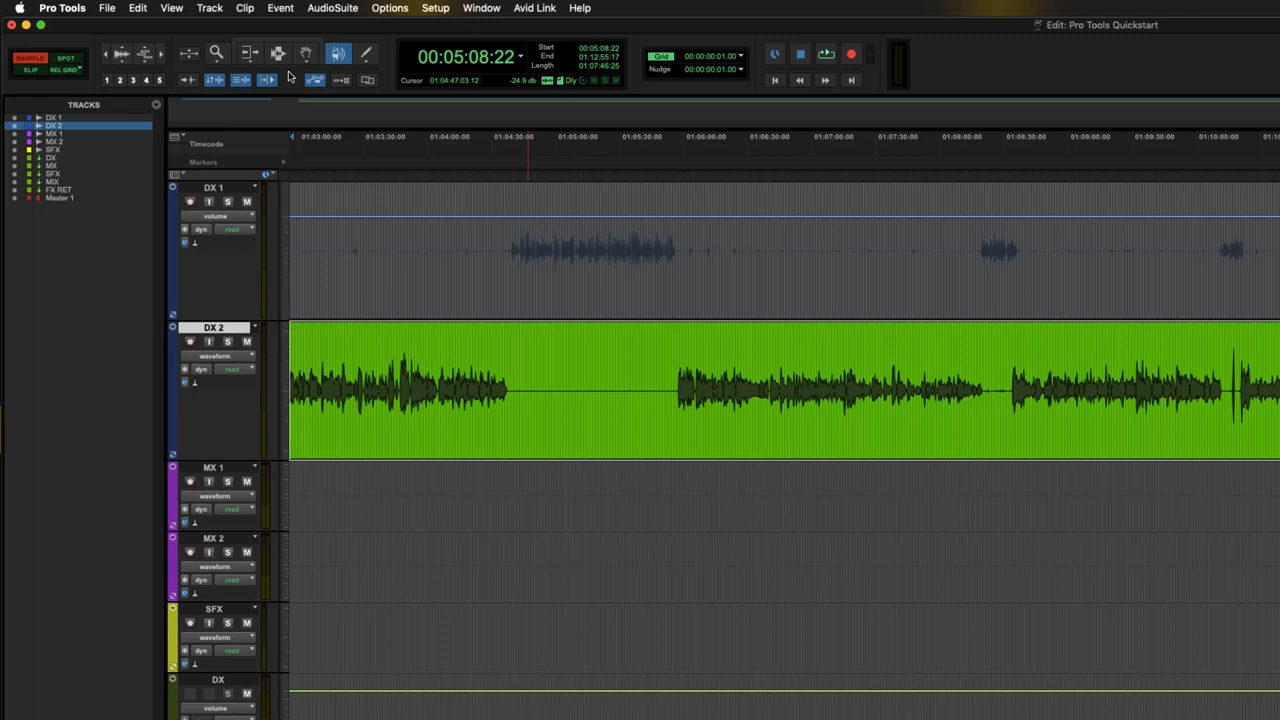 Pro Tools File Edit View Track Clip Event AudioSuite Options Setup Window Avid Link Help
Edit: Pro Tools Quickstart
SHUFFLE SPOT
SLIP REL GRID
1 2 3 4 5
00:05:08:22
Start 00:05:08:22
End 01:12:55:17
Length 01:07:46:25
Cursor 01:04:47:03.12 -24.9 db Dly
Grid 00:00:00:01.00
Nudge 00:00:00:01.00
TRACKS
DX 1
DX 2
MX 1
MX 2
SFX
DX
MX
SFX
MIX
FX RET
Master 1
Timecode
01:03:00:00 01:03:30:00 01:04:00:00 01:04:30:00 01:05:00:00 01:05:30:00 01:06:00:00 01:06:30:00 01:07:00:00 01:07:30:00 01:08:00:00 01:08:30:00 01:09:00:00 01:09:30:00 01:10:00:00 01:10
Markers
DX 1
I S M
volume
dyn read
DX 2
I S M
waveform
dyn read
MX 1
I S M
waveform
dyn read
MX 2
I S M
waveform
dyn read
SFX
I S M
waveform
dyn read
DX
S M
volume